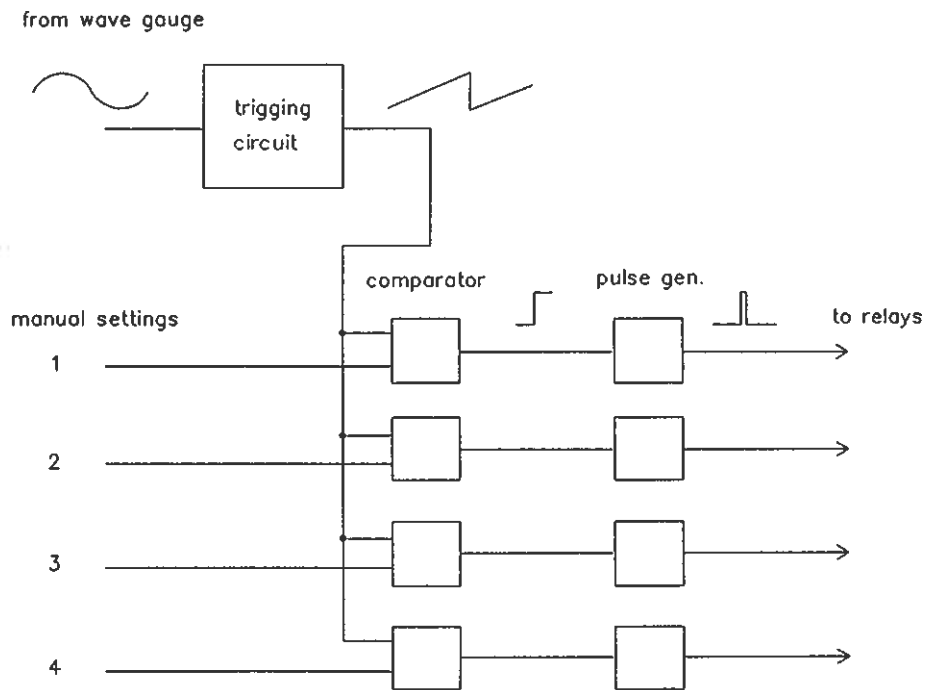 from wave gauge
trigging
circuit
comparator
pulse gen.
manual settings
to relays
1
2
3
4